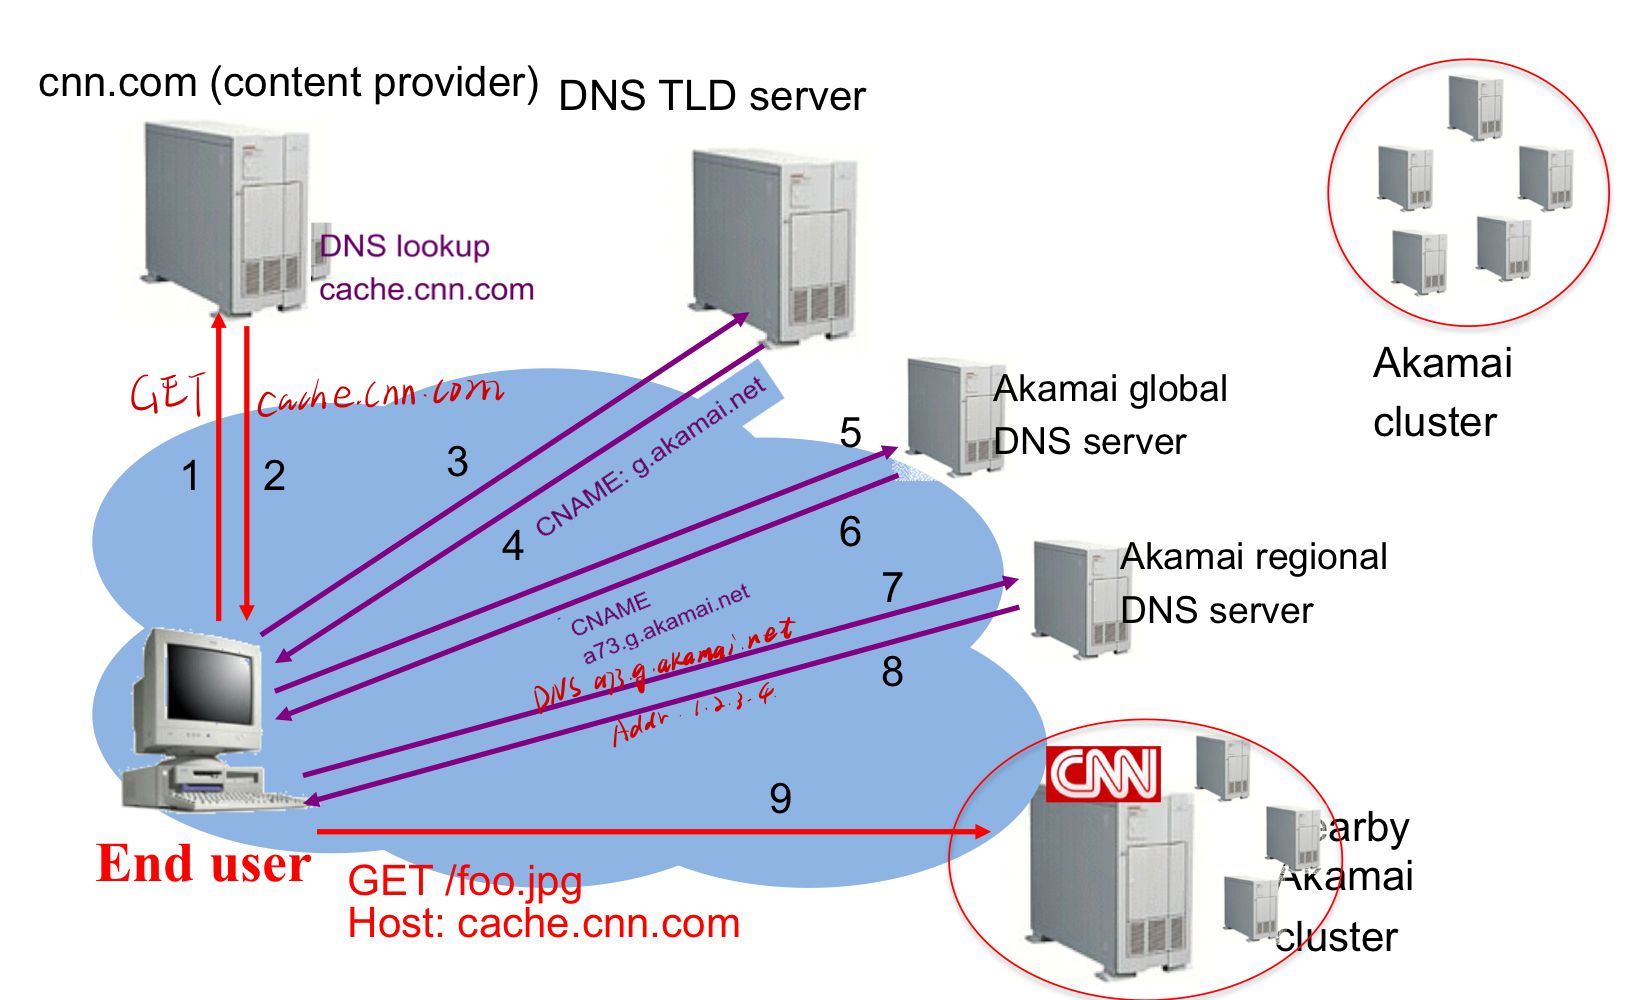 cnn.com (content provider)
DNS TLD server
DNS lookup
cache.cnn.com
GET
cache.cnn.com
1
2
3
4
CNAME: g.akamai.net
5
6
Akamai global
DNS server
Akamai
cluster
7
8
Akamai regional
DNS server
CNAME
a73.g.akamai.net
DNS a73.g.akamai.net
Addr. 1.2.3.4.
9
CNN
End user
GET /foo.jpg
Host: cache.cnn.com
Nearby
Akamai
cluster